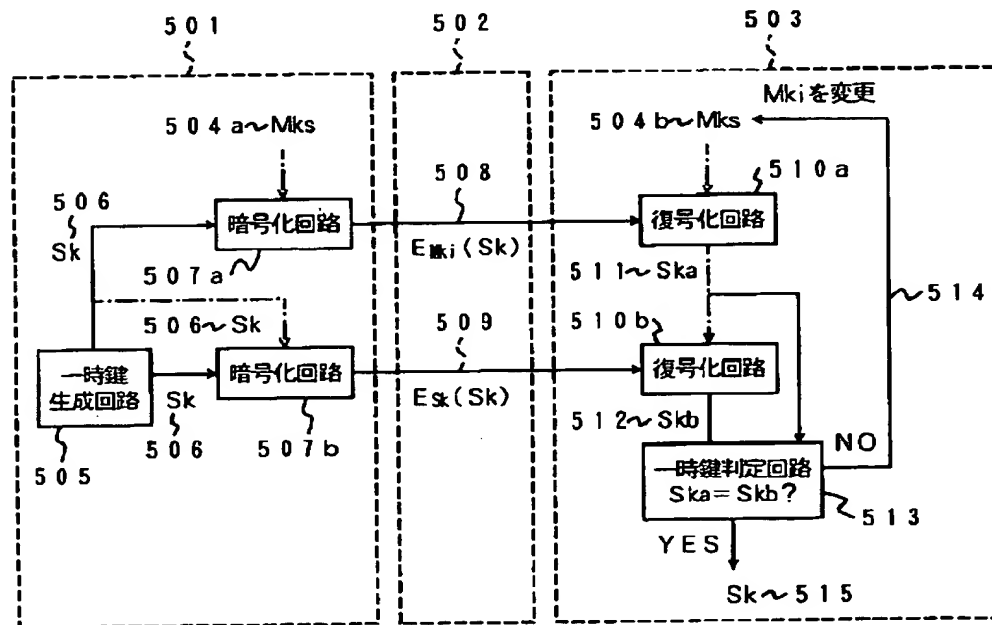 501
502
503
Mkiを変更
504a～Mks
504b～Mks
506
Sk
508
510a
暗号化回路
復号化回路
EMki(Sk)
507a
511～Ska
514
506～Sk
509
510b
一時鍵
生成回路
Sk
暗号化回路
復号化回路
ESk(Sk)
512～Skb
505
506
507b
NO
一時鍵判定回路
Ska=Skb?
513
YES
Sk～515